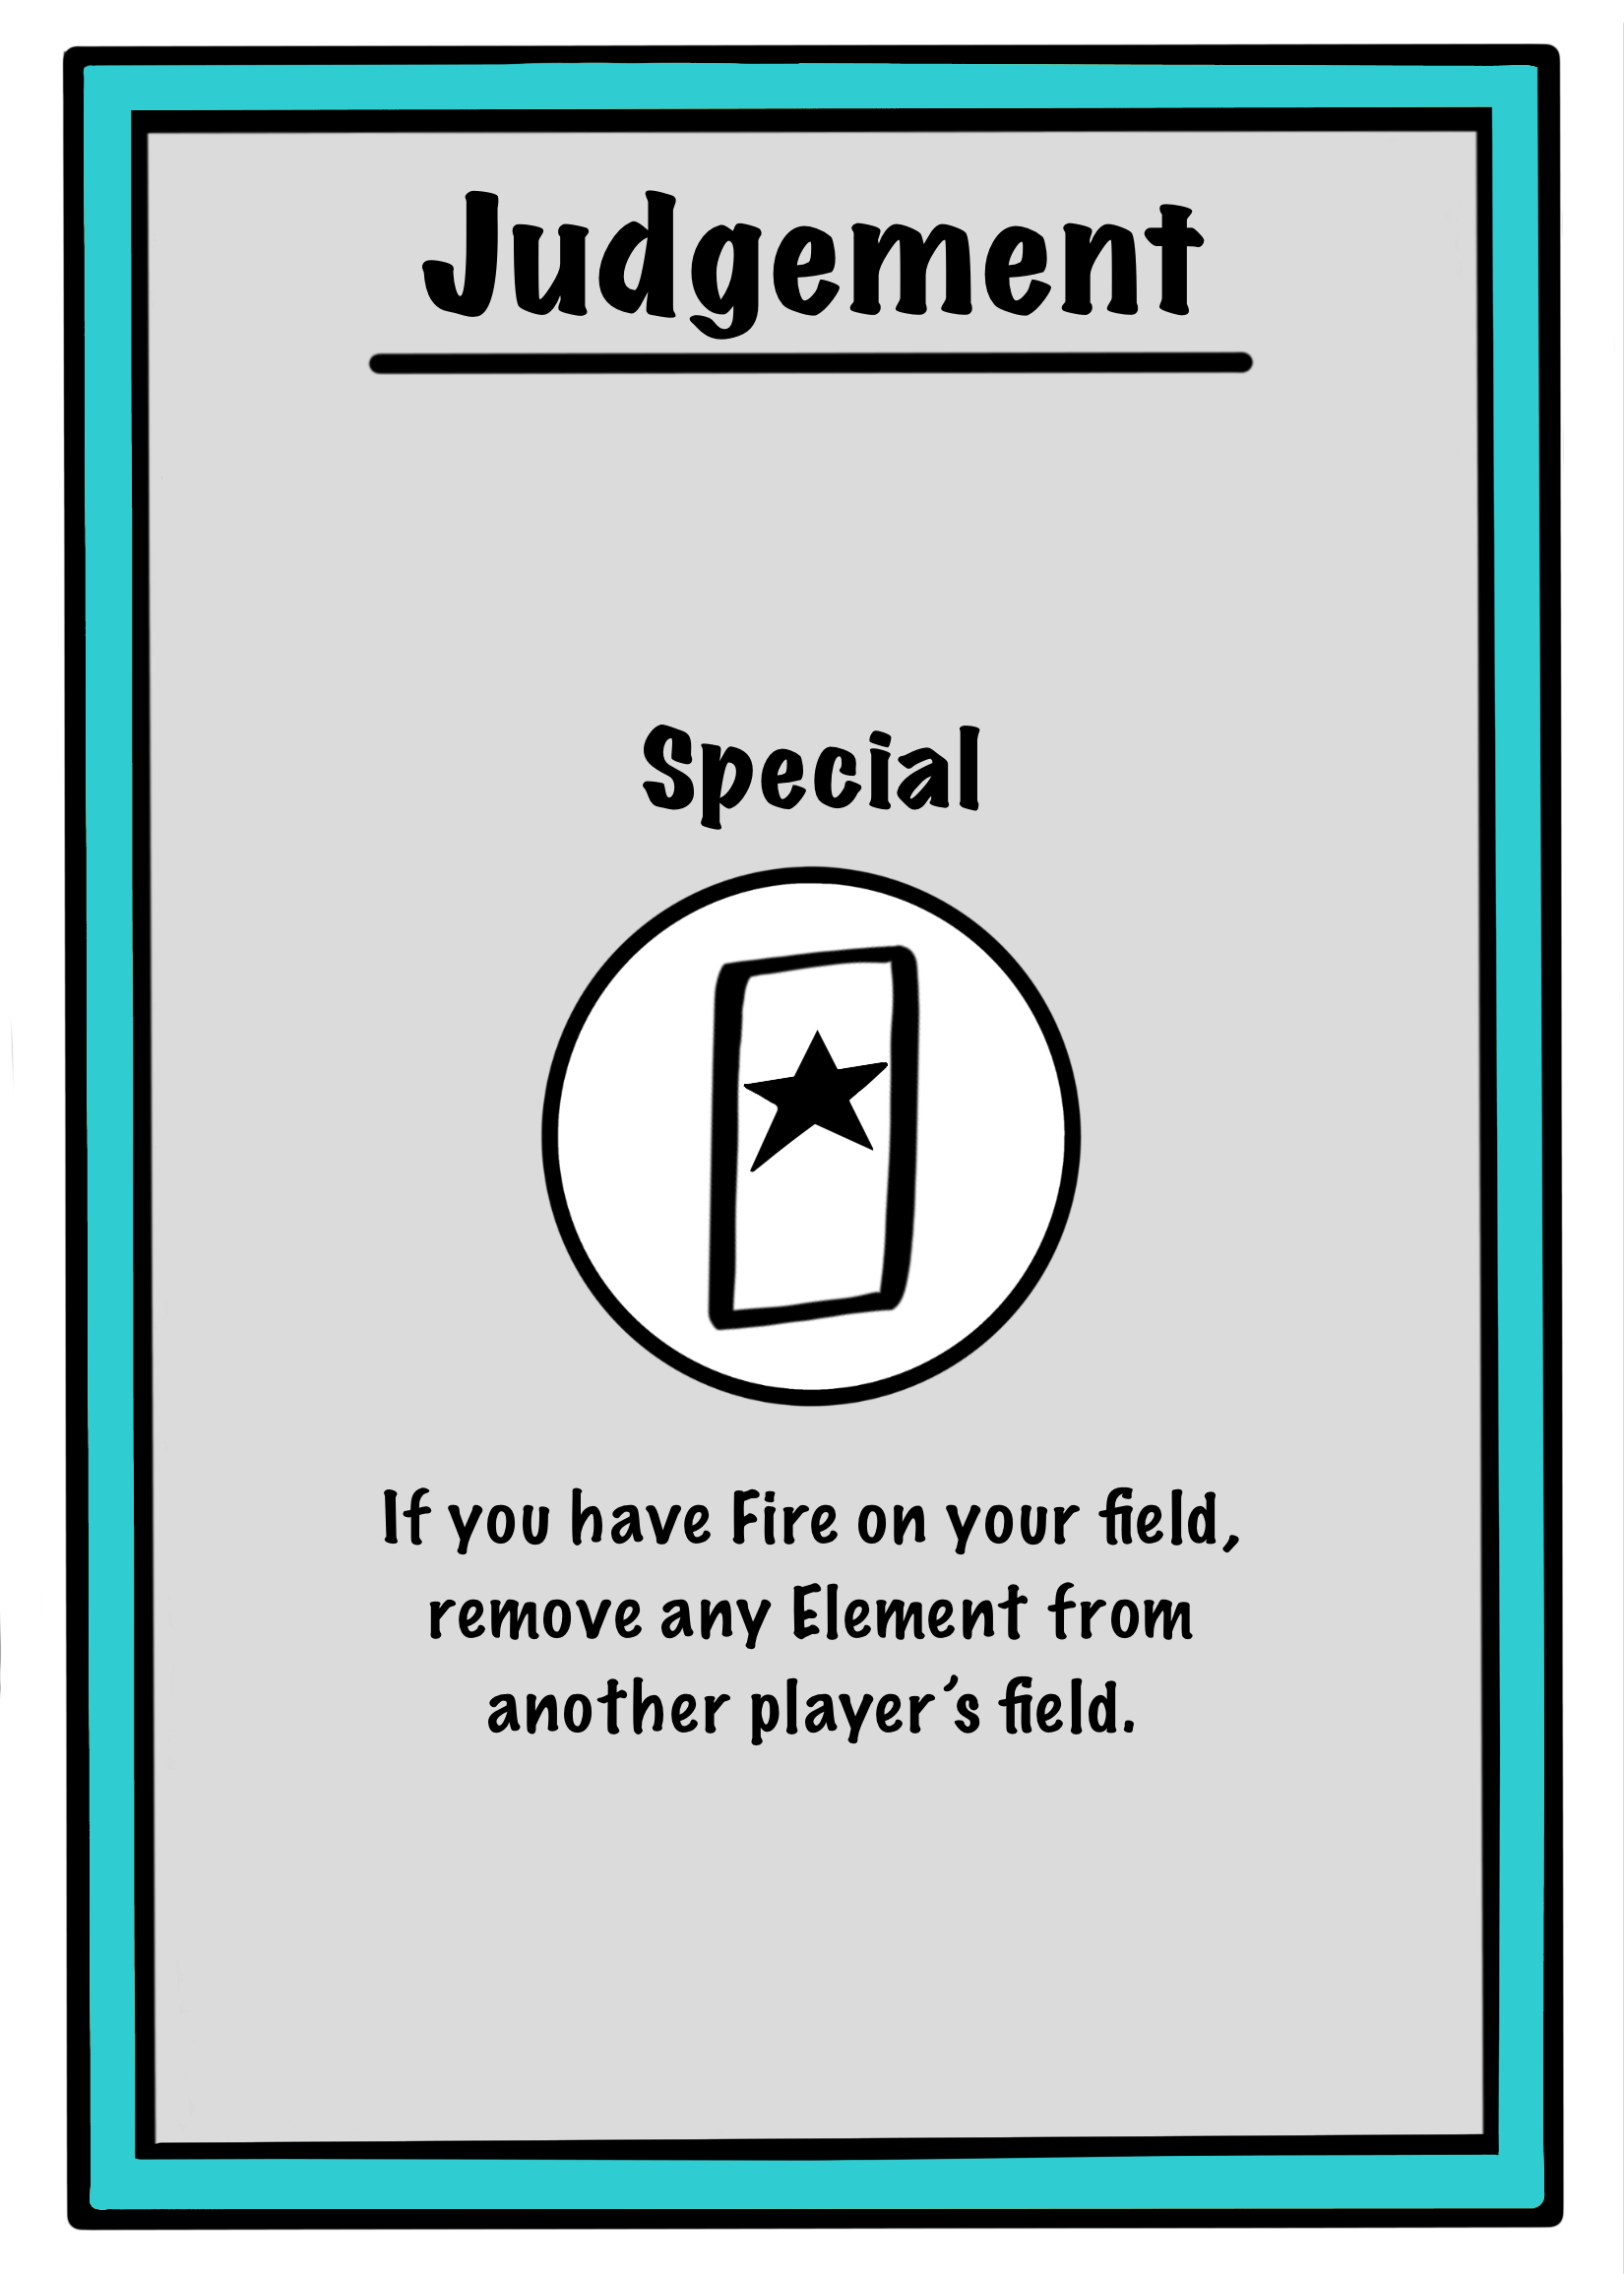 Judgement
Special
If you have Fire on your field,
remove any Element from
another player's field.